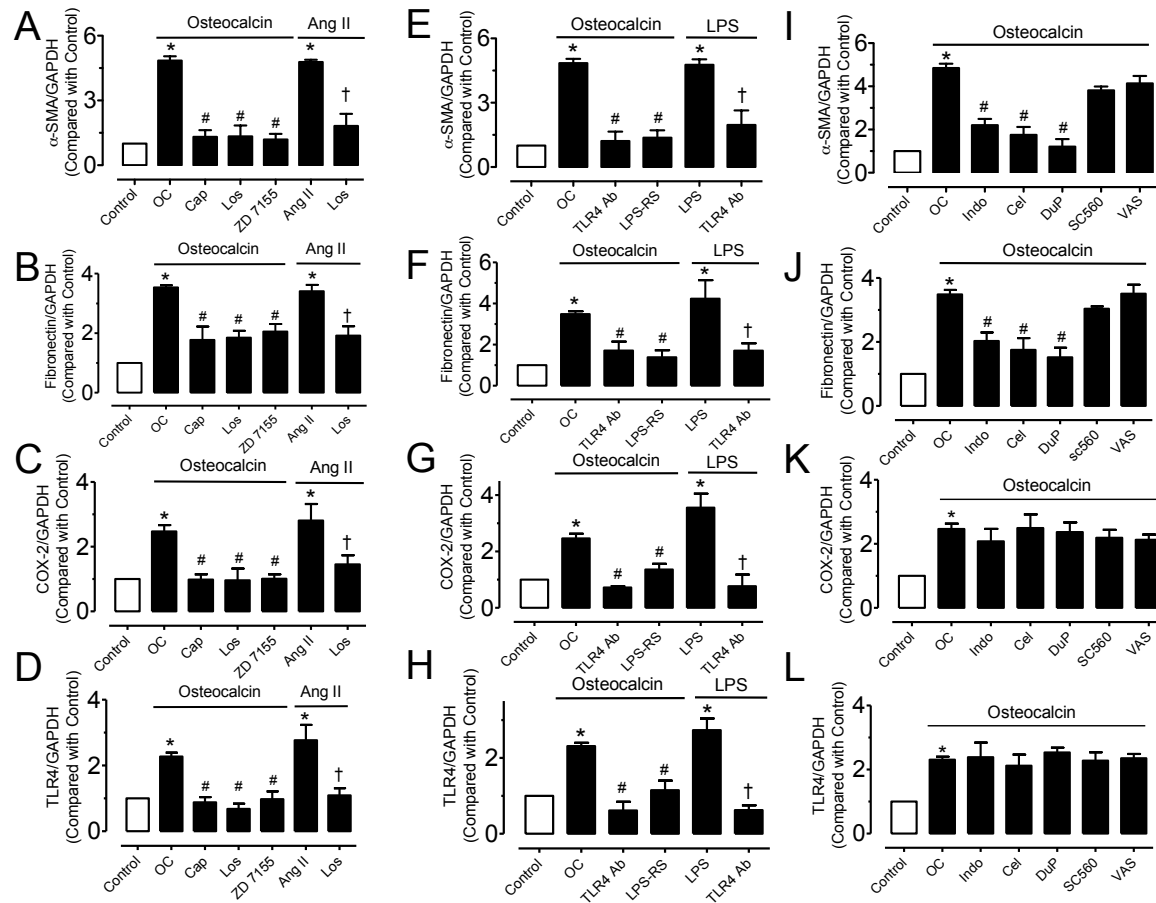 A
Osteocalcin
Ang II
α-SMA/GAPDH
(Compared with Control)
6
3
0
*
#
#
#
*
†
Control
OC
Cap
Los
ZD 7155
Ang II
Los
B
Osteocalcin
Ang II
Fibronectin/GAPDH
(Compared with Control)
4
2
0
*
#
#
#
*
†
Control
OC
Cap
Los
ZD 7155
Ang II
Los
C
Osteocalcin
Ang II
COX-2/GAPDH
(Compared with Control)
4
2
0
*
#
#
#
*
†
Control
OC
Cap
Los
ZD 7155
Ang II
Los
D
Osteocalcin
Ang II
TLR4/GAPDH
(Compared with Control)
4
2
0
*
#
#
#
*
†
Control
OC
Cap
Los
ZD 7155
Ang II
Los
E
Osteocalcin
LPS
α-SMA/GAPDH
(Compared with Control)
6
4
2
0
*
#
#
*
†
Control
OC
TLR4 Ab
LPS-RS
LPS
TLR4 Ab
F
Osteocalcin
LPS
Fibronectin/GAPDH
(Compared with Control)
6
4
2
0
*
#
#
*
†
Control
OC
TLR4 Ab
LPS-RS
LPS
TLR4 Ab
G
Osteocalcin
LPS
COX-2/GAPDH
(Compared with Control)
4
2
0
*
#
#
*
†
Control
OC
TLR4 Ab
LPS-RS
LPS
TLR4 Ab
H
Osteocalcin
LPS
TLR4/GAPDH
(Compared with Control)
2
0
*
#
#
*
†
Control
OC
TLR4 Ab
LPS-RS
LPS
TLR4 Ab
I
Osteocalcin
α-SMA/GAPDH
(Compared with Control)
6
4
2
0
*
#
#
#
Control
OC
Indo
Cel
DuP
SC560
VAS
J
Osteocalcin
Fibronectin/GAPDH
(Compared with Control)
4
2
0
*
#
#
#
Control
OC
Indo
Cel
DuP
sc560
VAS
K
Osteocalcin
COX-2/GAPDH
(Compared with Control)
4
2
0
*
Control
OC
Indo
Cel
DuP
SC560
VAS
L
Osteocalcin
TLR4/GAPDH
(Compared with Control)
4
2
0
*
Control
OC
Indo
Cel
DuP
SC560
VAS